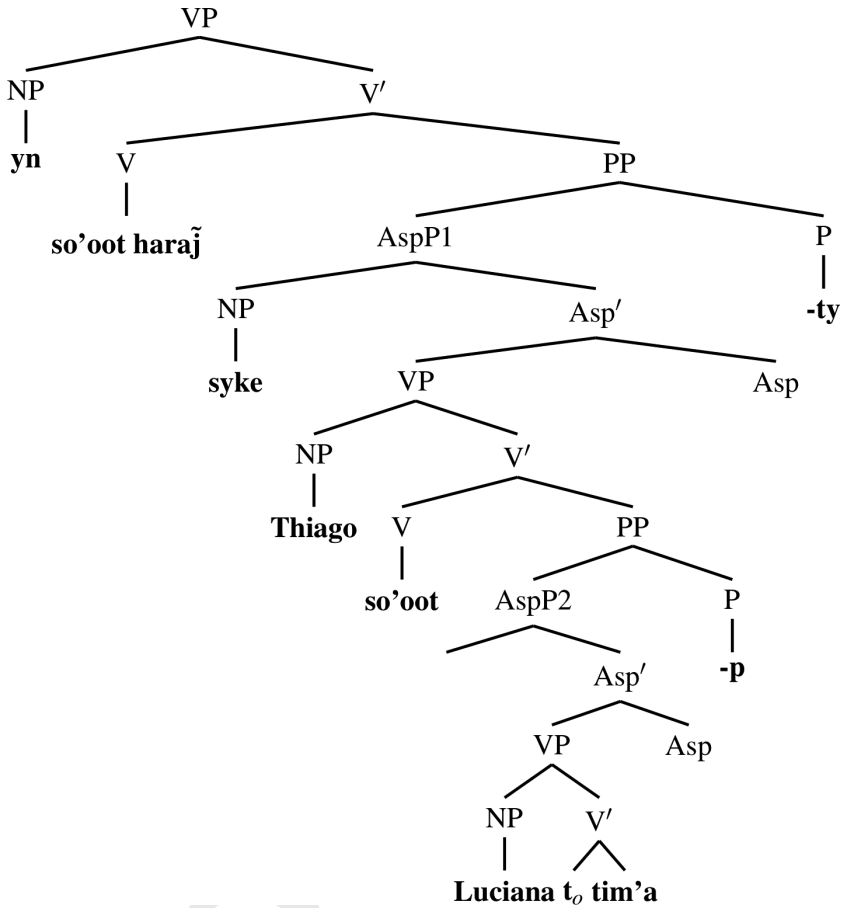 VP
NP V′
yn V PP
so’oot haraj̃ AspP1 P
NP Asp′ -ty
syke VP Asp
NP V′
Thiago V PP
so’oot AspP2 P
Asp′ -p
VP Asp
NP V′
Luciana tₒ tim’a